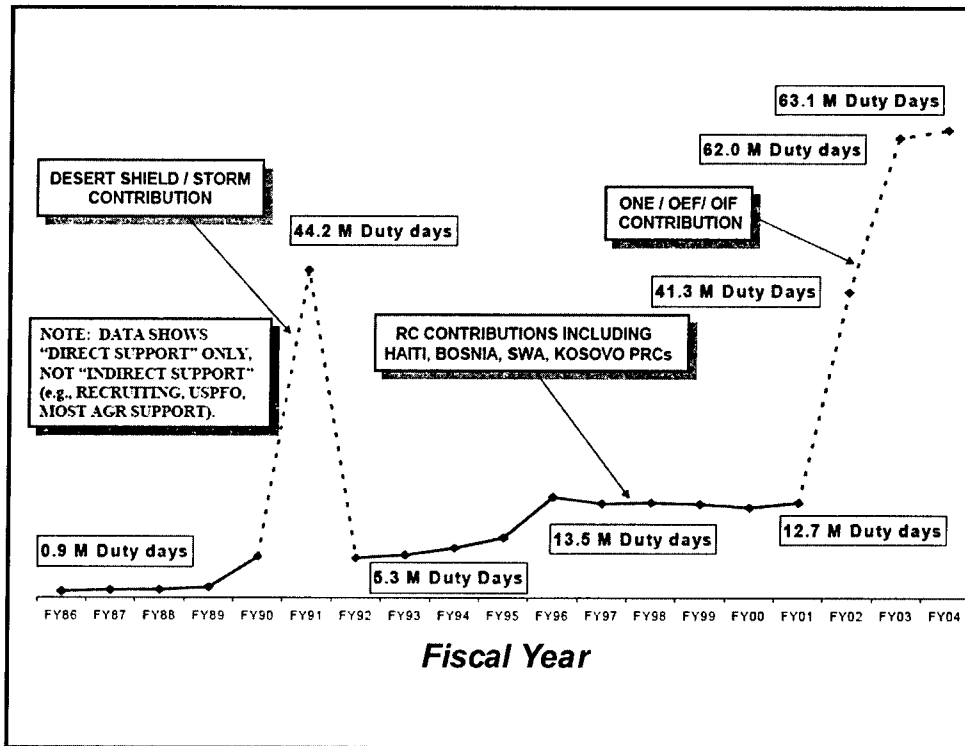 63.1 M Duty Days
62.0 M Duty days
DESERT SHIELD / STORM
CONTRIBUTION
ONE / OEF/ OIF
CONTRIBUTION
44.2 M Duty days
41.3 M Duty Days
NOTE: DATA SHOWS
“DIRECT SUPPORT” ONLY,
NOT “INDIRECT SUPPORT”
(e.g., RECRUITING, USPFO,
MOST AGR SUPPORT).
RC CONTRIBUTIONS INCLUDING
HAITI, BOSNIA, SWA, KOSOVO PRCs
0.9 M Duty days
5.3 M Duty Days
13.5 M Duty days
12.7 M Duty days
FY86 FY87 FY88 FY89 FY90 FY91 FY92 FY93 FY94 FY95 FY96 FY97 FY98 FY99 FY00 FY01 FY02 FY03 FY04
Fiscal Year